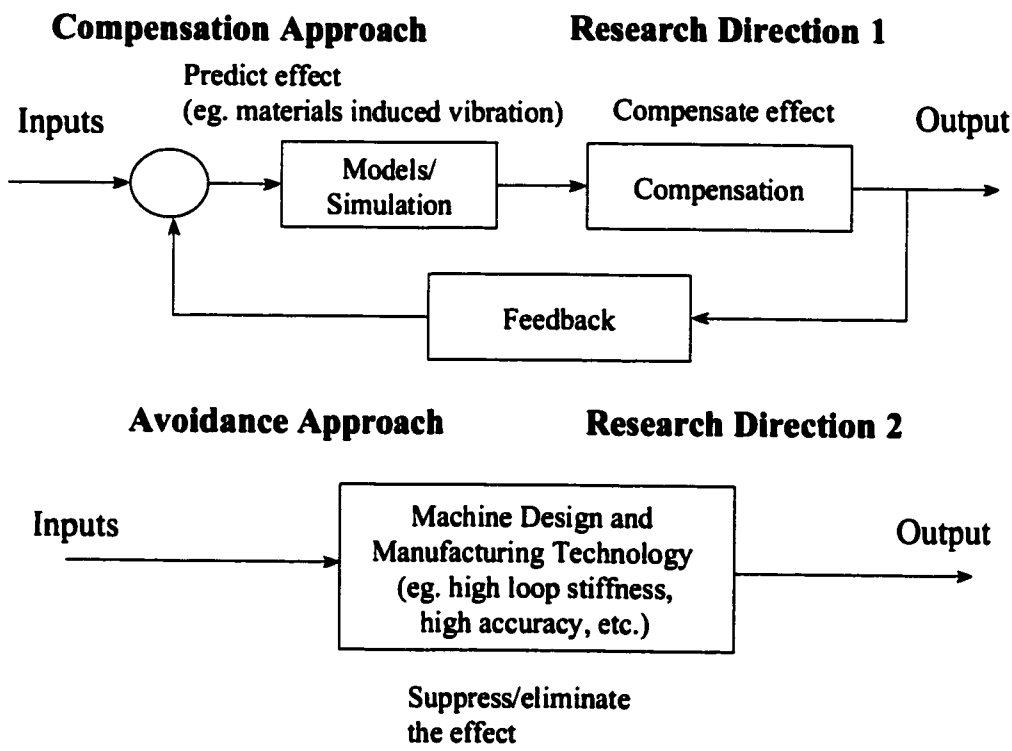 Compensation Approach
Research Direction 1
Predict effect
(eg. materials induced vibration)
Compensate effect
Inputs
Output
Models/
Simulation
Compensation
Feedback
Avoidance Approach
Research Direction 2
Inputs
Output
Machine Design and
Manufacturing Technology
(eg. high loop stiffness,
high accuracy, etc.)
Suppress/eliminate
the effect